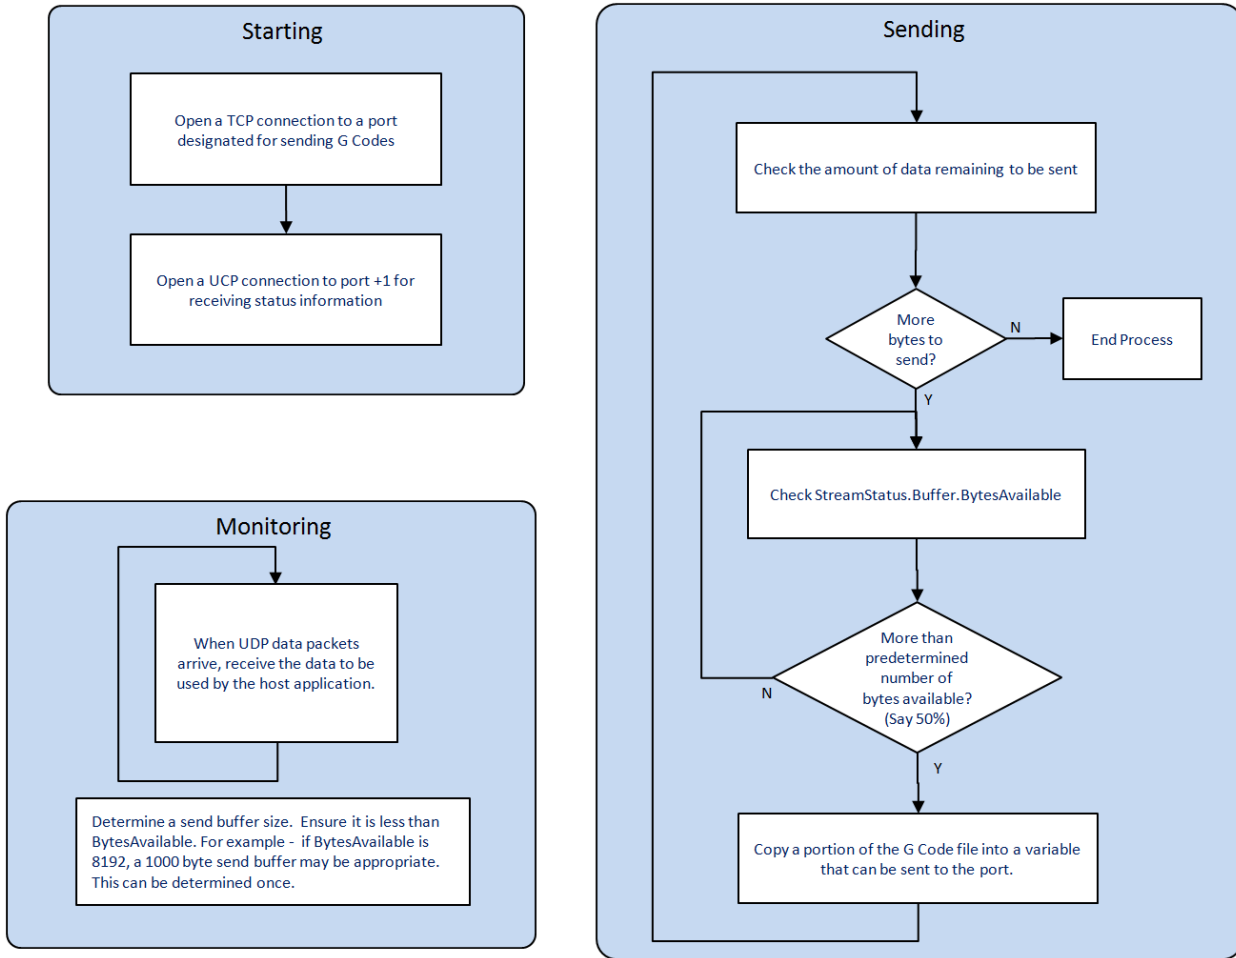 Starting
Open a TCP connection to a port
designated for sending G Codes
Open a UCP connection to port +1 for
receiving status information
Monitoring
When UDP data packets
arrive, receive the data to be
used by the host application.
Determine a send buffer size.  Ensure it is less than
BytesAvailable. For example -  if BytesAvailable is
8192, a 1000 byte send buffer may be appropriate.
This can be determined once.
Sending
Check the amount of data remaining to be sent
More
bytes to
send?
N
End Process
Y
Check StreamStatus.Buffer.BytesAvailable
More than
predetermined
number of
bytes available?
(Say 50%)
N
Y
Copy a portion of the G Code file into a variable
that can be sent to the port.